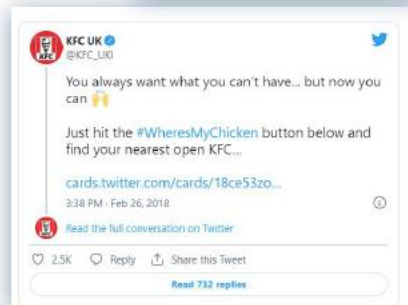 KFC UK
@KFC_UKI
You always want what you can't have... but now you
can 🙌
Just hit the #WheresMyChicken button below and
find your nearest open KFC...
cards.twitter.com/cards/18ce53zo...
3:38 PM · Feb 26, 2018
Read the full conversation on Twitter
2.5K Reply Share this Tweet
Read 732 replies